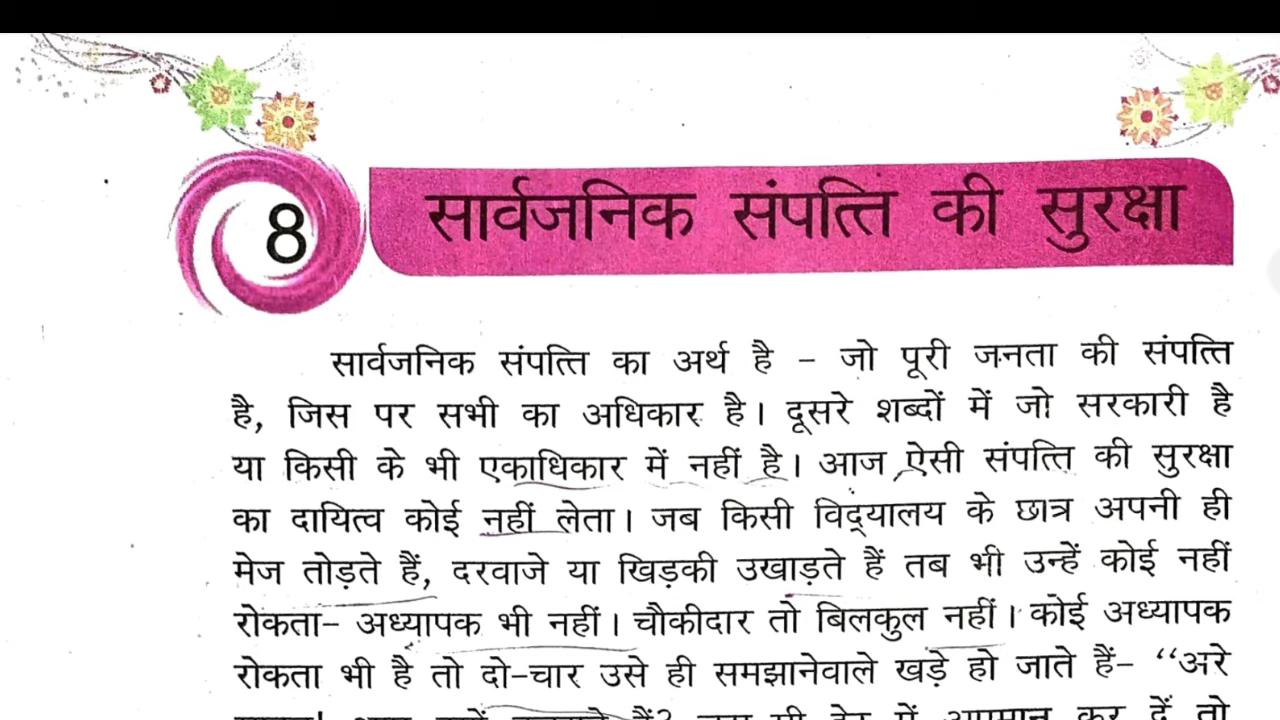 8
सार्वजनिक संपत्ति की सुरक्षा
सार्वजनिक संपत्ति का अर्थ है - जो पूरी जनता की संपत्ति
है, जिस पर सभी का अधिकार है। दूसरे शब्दों में जो सरकारी है
या किसी के भी एकाधिकार में नहीं है। आज ऐसी संपत्ति की सुरक्षा
का दायित्व कोई नहीं लेता। जब किसी विद्‌यालय के छात्र अपनी ही
मेज तोड़ते हैं, दरवाजे या खिड़की उखाड़ते हैं तब भी उन्हें कोई नहीं
रोकता- अध्यापक भी नहीं। चौकीदार तो बिलकुल नहीं। कोई अध्यापक
रोकता भी है तो दो-चार उसे ही समझानेवाले खड़े हो जाते हैं- ‘‘अरे
में अपमान कर दें तो